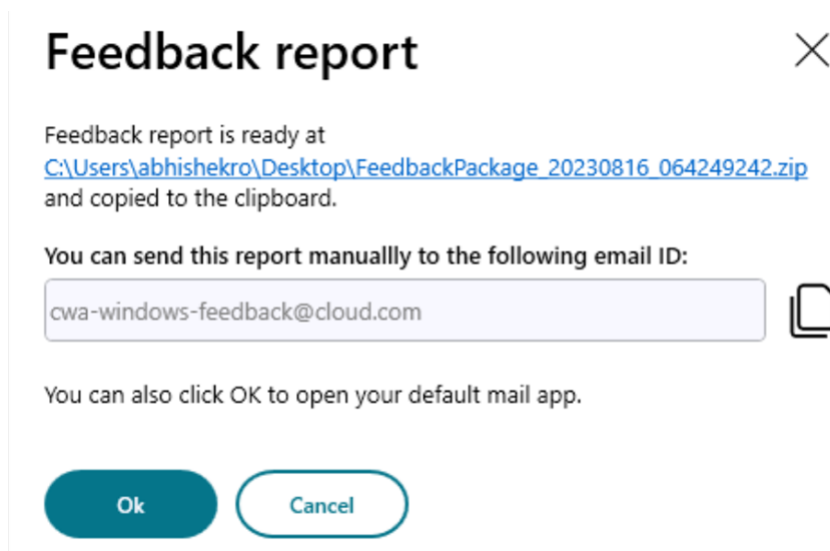 Feedback report
Feedback report is ready at
C:\Users\abhishekro\Desktop\FeedbackPackage_20230816_064249242.zip
and copied to the clipboard.
You can send this report manuallly to the following email ID:
cwa-windows-feedback@cloud.com
You can also click OK to open your default mail app.
Ok
Cancel